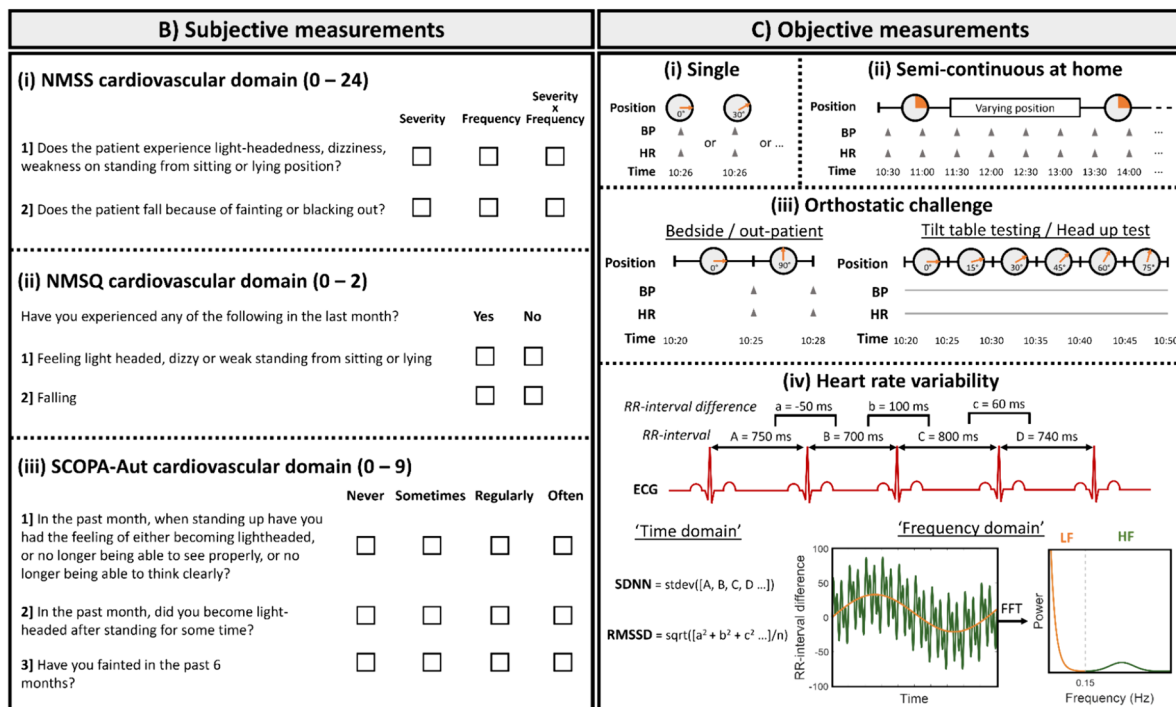 B) Subjective measurements
(i) NMSS cardiovascular domain (0 – 24)
Severity
Frequency
Severity
x
Frequency
1] Does the patient experience light-headedness, dizziness,
weakness on standing from sitting or lying position?
2] Does the patient fall because of fainting or blacking out?
(ii) NMSQ cardiovascular domain (0 – 2)
Have you experienced any of the following in the last month?
Yes No
1] Feeling light headed, dizzy or weak standing from sitting or lying
2] Falling
(iii) SCOPA-Aut cardiovascular domain (0 – 9)
Never Sometimes Regularly Often
1] In the past month, when standing up have you
had the feeling of either becoming lightheaded,
or no longer being able to see properly, or no
longer being able to think clearly?
2] In the past month, did you become light-
headed after standing for some time?
3] Have you fainted in the past 6
months?
C) Objective measurements
(i) Single
Position 0° 30°
BP
or or ...
HR
Time 10:26 10:26
(ii) Semi-continuous at home
Position Varying position
BP ...
HR ...
Time 10:30 11:00 11:30 12:00 12:30 13:00 13:30 14:00 ...
(iii) Orthostatic challenge
Bedside / out-patient
Position 0° 90°
BP
HR
Time 10:20 10:25 10:28
Tilt table testing / Head up test
Position 0° 15° 30° 45° 60° 75°
BP
HR
Time 10:20 10:25 10:30 10:35 10:40 10:45 10:50
(iv) Heart rate variability
RR-interval difference a = -50 ms b = 100 ms c = 60 ms
RR-interval A = 750 ms B = 700 ms C = 800 ms D = 740 ms
ECG
'Time domain'
SDNN = stdev([A, B, C, D ...])
RMSSD = sqrt([a² + b² + c² ...]/n)
'Frequency domain'
RR-interval difference
100
50
0
-50
-100
Time
FFT
LF HF
Power
0.15
Frequency (Hz)